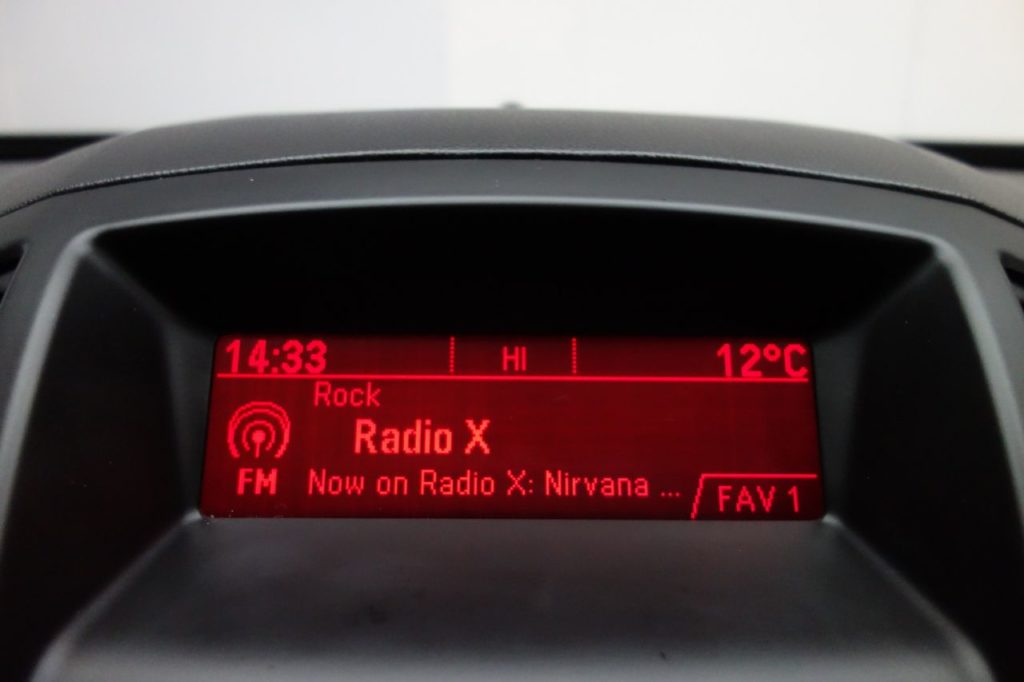 14:33 HI 12°C
Rock
Radio X
FM Now on Radio X: Nirvana ...
FAV 1